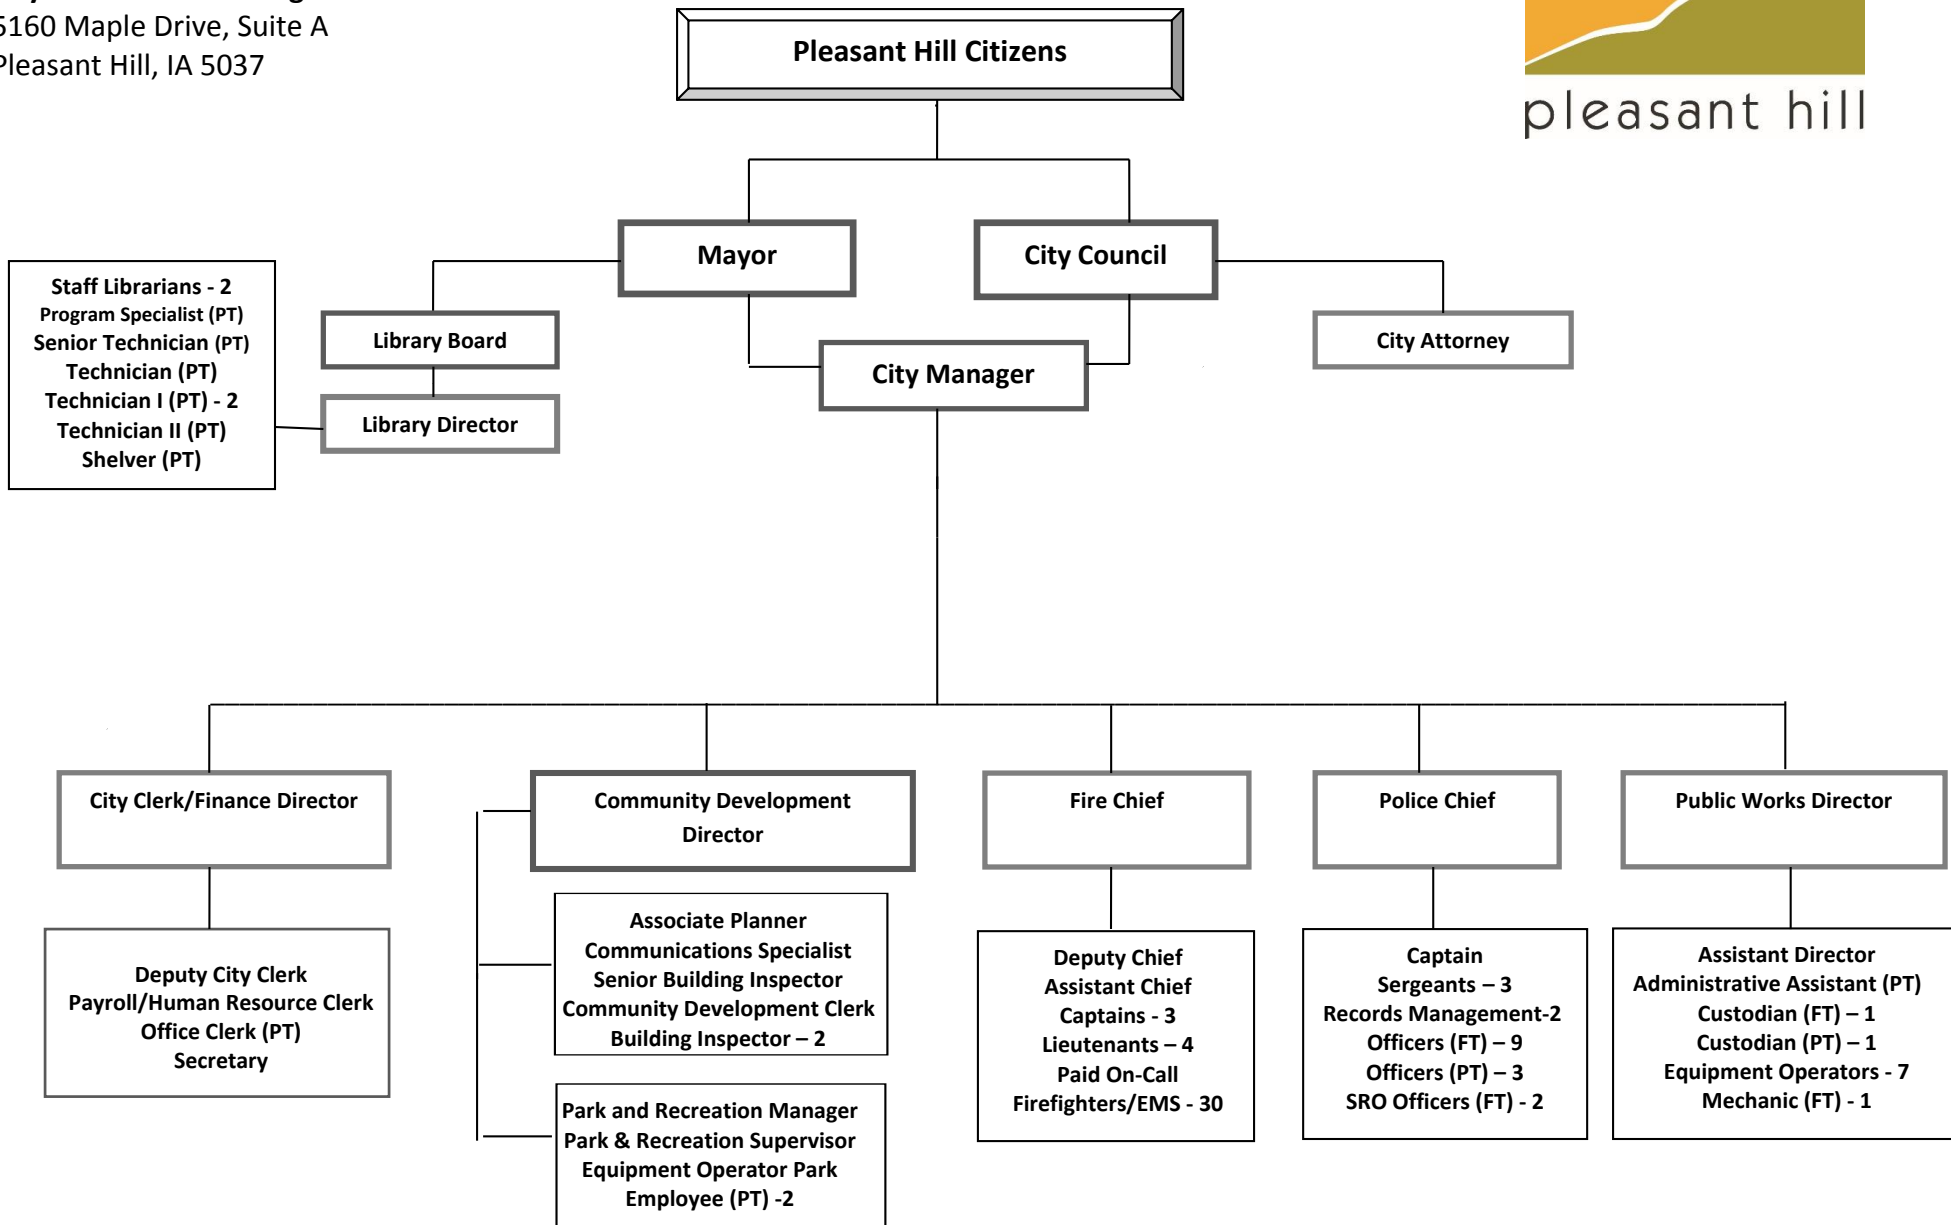 5160 Maple Drive, Suite A
Pleasant Hill, IA 5037
pleasant hill
Pleasant Hill Citizens
Mayor
City Council
Staff Librarians - 2
Program Specialist (PT)
Senior Technician (PT)
Technician (PT)
Technician I (PT) - 2
Technician II (PT)
Shelver (PT)
Library Board
Library Director
City Manager
City Attorney
City Clerk/Finance Director
Community Development
Director
Fire Chief
Police Chief
Public Works Director
Deputy City Clerk
Payroll/Human Resource Clerk
Office Clerk (PT)
Secretary
Associate Planner
Communications Specialist
Senior Building Inspector
Community Development Clerk
Building Inspector – 2
Park and Recreation Manager
Park & Recreation Supervisor
Equipment Operator Park
Employee (PT) -2
Deputy Chief
Assistant Chief
Captains - 3
Lieutenants – 4
Paid On-Call
Firefighters/EMS - 30
Captain
Sergeants – 3
Records Management-2
Officers (FT) – 9
Officers (PT) – 3
SRO Officers (FT) - 2
Assistant Director
Administrative Assistant (PT)
Custodian (FT) – 1
Custodian (PT) – 1
Equipment Operators - 7
Mechanic (FT) - 1